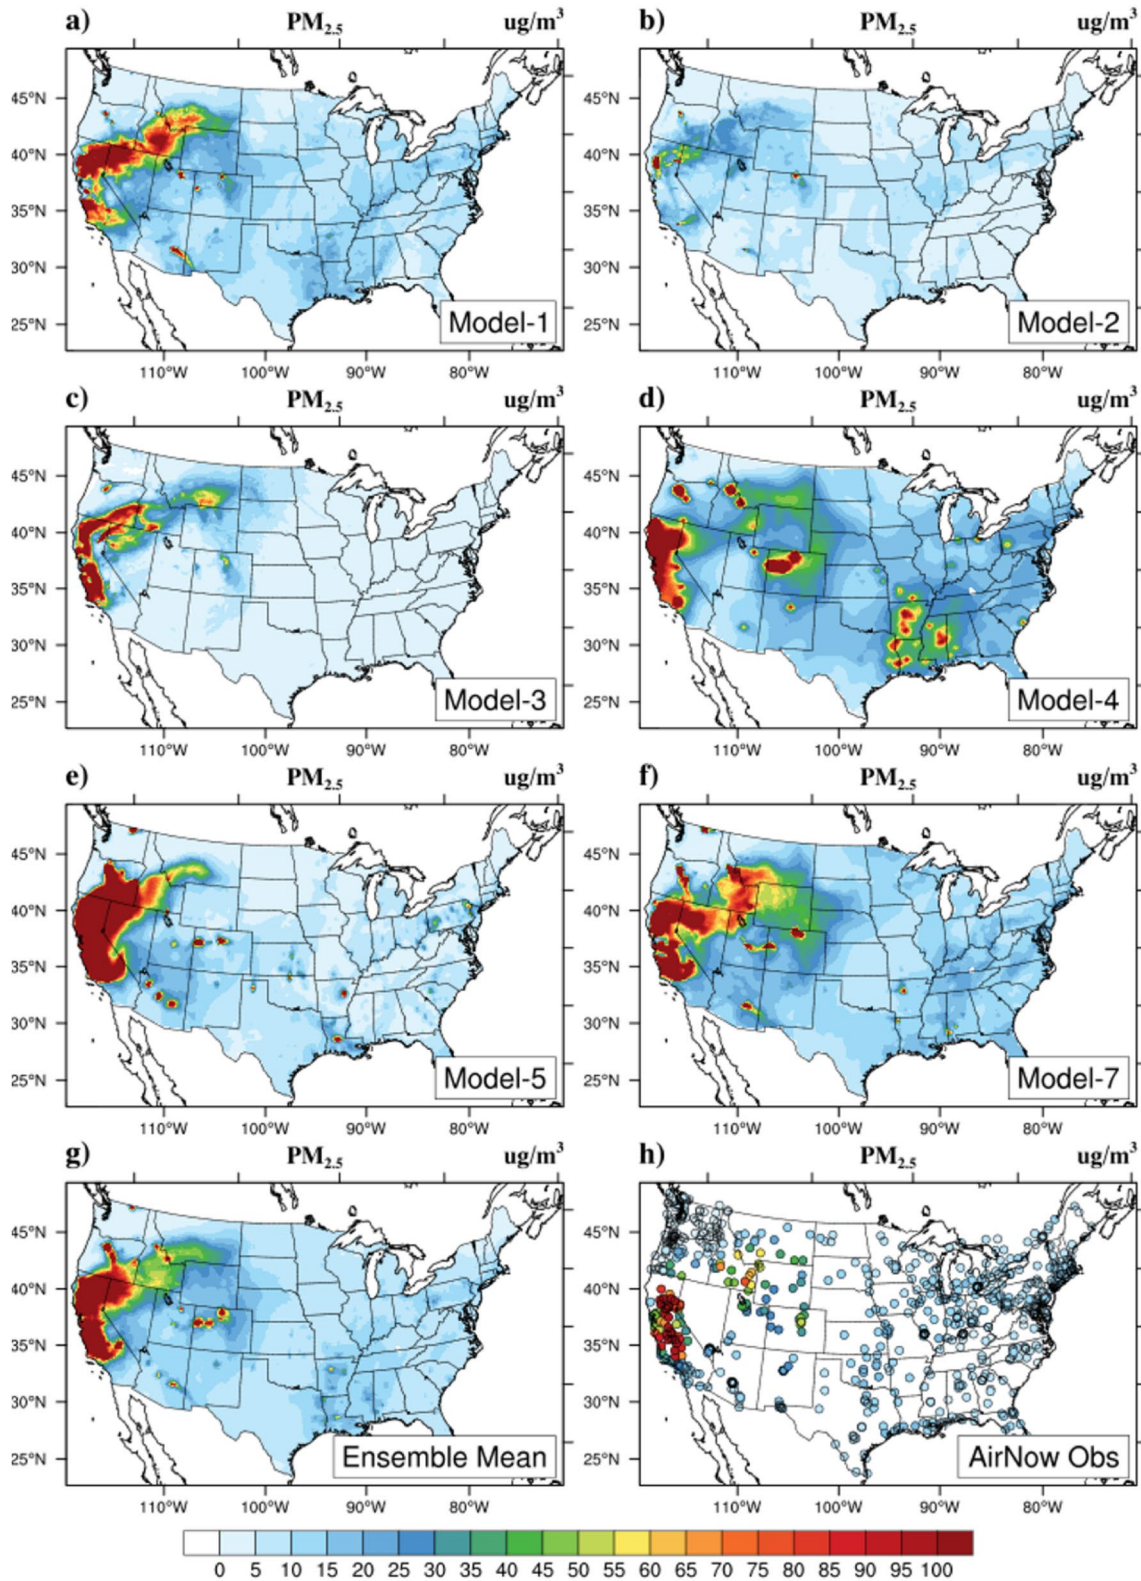 a) PM2.5 ug/m3 b) PM2.5 ug/m3
45°N 45°N
40°N 40°N
35°N 35°N
30°N 30°N
25°N 25°N
Model-1 Model-2
110°W 100°W 90°W 80°W 110°W 100°W 90°W 80°W
c) PM2.5 ug/m3 d) PM2.5 ug/m3
45°N 45°N
40°N 40°N
35°N 35°N
30°N 30°N
25°N 25°N
Model-3 Model-4
110°W 100°W 90°W 80°W 110°W 100°W 90°W 80°W
e) PM2.5 ug/m3 f) PM2.5 ug/m3
45°N 45°N
40°N 40°N
35°N 35°N
30°N 30°N
25°N 25°N
Model-5 Model-7
110°W 100°W 90°W 80°W 110°W 100°W 90°W 80°W
g) PM2.5 ug/m3 h) PM2.5 ug/m3
45°N 45°N
40°N 40°N
35°N 35°N
30°N 30°N
25°N 25°N
Ensemble Mean AirNow Obs
110°W 100°W 90°W 80°W 110°W 100°W 90°W 80°W
0 5 10 15 20 25 30 35 40 45 50 55 60 65 70 75 80 85 90 95 100